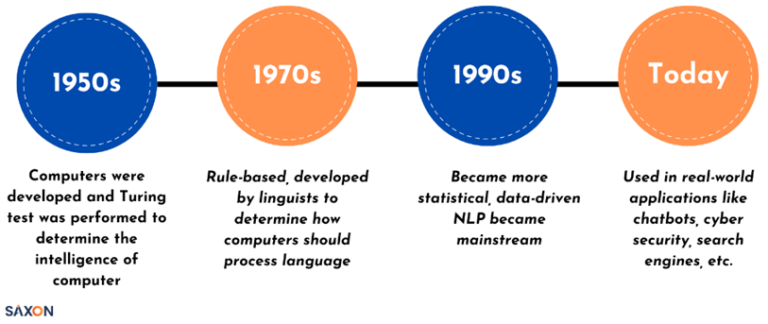 1950s
1970s
1990s
Today
Computers were
developed and Turing
test was performed to
determine the
intelligence of
computer
Rule-based, developed
by linguists to
determine how
computers should
process language
Became more
statistical, data-driven
NLP became
mainstream
Used in real-world
applications like
chatbots, cyber
security, search
engines, etc.
SAXON